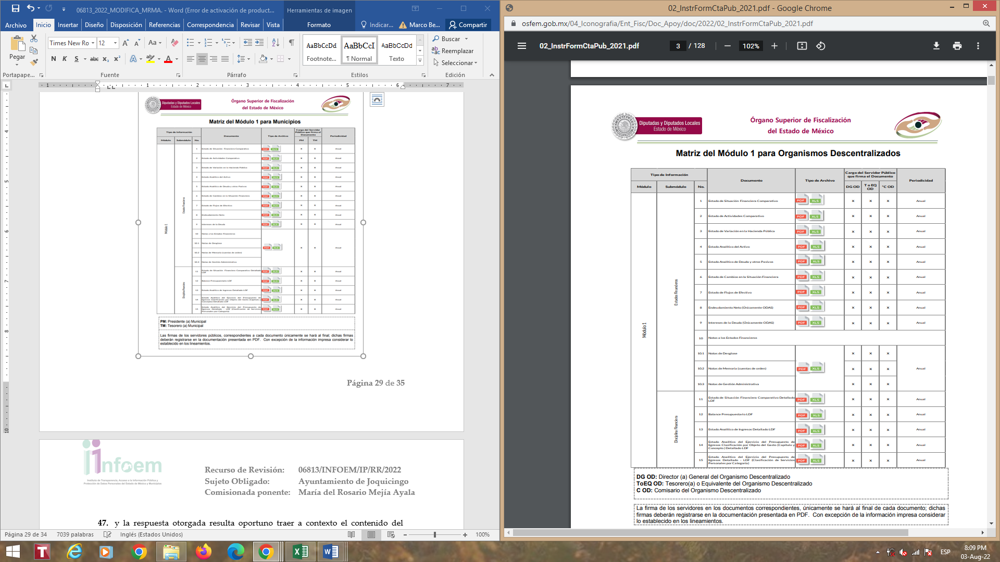 06813_2022_MODIFICA_MRMA. - Word (Error de activación de product...
Herramientas de imagen
Archivo
Inicio
Insertar
Diseño
Disposición
Referencias
Correspondencia
Revisar
Vista
Formato
Indicar...
Marco Be...
Compartir
Pegar
Times New Ro
12
Aa
N K S abc x₂ x²
AaBbCcDd
AaBbCcI
AaBbCcDd
Footnote...
¶ Normal
Texto
Buscar
Reemplazar
Seleccionar
Portapape...
Fuente
Párrafo
Estilos
Edición
Diputadas y Diputados Locales
Estado de México
Órgano Superior de Fiscalización
del Estado de México
Matriz del Módulo 1 para Municipios
Tipo de Información
Documento
Tipo de Archivo
Cargo del Servidor
Público que firma el
Documento
Periodicidad
Módulo
Submódulo
No.
PM
TM
Módulo 1
Estados Financieros
1 Estado de Situación Financiera Comparativo PDF XLS x x Anual
2 Estado de Actividades Comparativo PDF XLS x x Anual
3 Estado de Variación en la Hacienda Pública PDF XLS x x Anual
4 Estado Analítico del Activo PDF XLS x x Anual
5 Estado Analítico de Deuda y otros Pasivos PDF XLS x x Anual
6 Estado de Cambios en la Situación Financiera PDF XLS x x Anual
7 Estado de Flujos de Efectivo PDF XLS x x Anual
8 Endeudamiento Neto PDF XLS x x Anual
9 Intereses de la Deuda PDF XLS x x Anual
10 Notas a los Estados Financieros
10.1 Notas de Desglose
PDF XLS x x Anual
10.2 Notas de Memoria (cuentas de orden)
10.3 Notas de Gestión Administrativa
Disciplina Financiera
11 Estado de Situación Financiera Comparativo Detallado
LDF PDF XLS x x Anual
12 Balance Presupuestario LDF PDF XLS x x Anual
13 Estado Analítico de Ingresos Detallado LDF PDF XLS x x Anual
14 Estado Analítico del Ejercicio del Presupuesto de
Egresos Clasificación por Objeto del Gasto (Capítulo y
Concepto) Detallado LDF PDF XLS x x Anual
15 Estado Analítico del Ejercicio del Presupuesto de
Egresos Detallado - LDF (Clasificación de Servicios
Personales por Categoría) PDF XLS x x Anual
PM: Presidente (a) Municipal
TM: Tesorero (a) Municipal
Las firmas de los servidores públicos, correspondientes a cada documento únicamente se hará al final; dichas firmas
deberán registrarse en la documentación presentada en PDF. Con excepción de la información impresa considerar lo
establecido en los lineamientos.
Página 29 de 35
infoem
Instituto de Transparencia, Acceso a la Información Pública y
Protección de Datos Personales del Estado de México y Municipios
Recurso de Revisión: 06813/INFOEM/IP/RR/2022
Sujeto Obligado: Ayuntamiento de Joquicingo
Comisionada ponente: María del Rosario Mejía Ayala
47. y la respuesta otorgada resulta oportuno traer a contexto el contenido del
Página 29 de 34
7039 palabras
Inglés (Estados Unidos)
100%
02_InstrFormCtaPub_2021.pdf - Google Chrome
osfem.gob.mx/04_Iconografia/Ent_Fisc/Doc_Apoy/doc/2022/02_InstrFormCtaPub_2021.pdf
02_InstrFormCtaPub_2021.pdf
3 / 128
102%
Diputadas y Diputados Locales
Estado de México
Órgano Superior de Fiscalización
del Estado de México
Matriz del Módulo 1 para Organismos Descentralizados
Tipo de Información
Documento
Tipo de Archivo
Cargo del Servidor Público
que firma el Documento
Periodicidad
Módulo
Submódulo
No.
DG OD
T o EQ
OD
*C OD
Módulo 1
Estados Financieros
1 Estado de Situación Financiera Comparativo PDF XLS x x x Anual
2 Estado de Actividades Comparativo PDF XLS x x x Anual
3 Estado de Variación en la Hacienda Pública PDF XLS x x x Anual
4 Estado Analítico del Activo PDF XLS x x x Anual
5 Estado Analítico de Deuda y otros Pasivos PDF XLS x x x Anual
6 Estado de Cambios en la Situación Financiera PDF XLS x x x Anual
7 Estado de Flujos de Efectivo PDF XLS x x x Anual
8 Endeudamiento Neto (Únicamente ODAS) PDF XLS x x x Anual
9 Intereses de la Deuda (Únicamente ODAS) PDF XLS x x x Anual
10 Notas a los Estados Financieros
10.1 Notas de Desglose x x x
10.2 Notas de Memoria (cuentas de orden) PDF XLS x x x Anual
10.3 Notas de Gestión Administrativa x x x
Disciplina Financiera
11 Estado de Situación Financiera Comparativo Detallado
LDF PDF XLS x x x Anual
12 Balance Presupuestario LDF PDF XLS x x x Anual
13 Estado Analítico de Ingresos Detallado LDF PDF XLS x x x Anual
14 Estado Analítico del Ejercicio del Presupuesto de
Egresos Clasificación por Objeto del Gasto (Capítulo y
Concepto) Detallado LDF PDF XLS x x x Anual
15 Estado Analítico del Ejercicio del Presupuesto de
Egresos Detallado - LDF (Clasificación de Servicios
Personales por Categoría) PDF XLS x x x Anual
DG OD: Director (a) General del Organismo Descentralizado
ToEQ OD: Tesorero(a) o Equivalente del Organismo Descentralizado
C OD: Comisario del Organismo Descentralizado
La firma de los servidores en los documentos correspondientes, únicamente se hará al final de cada documento; dichas
firmas deberán registrarse en la documentación presentada en PDF. Con excepción de la información impresa considerar
lo establecido en los lineamientos.
ESP
8:09 PM
03-Aug-22